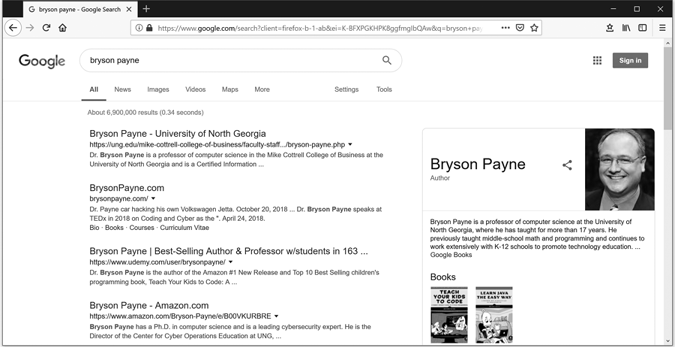 bryson payne - Google Search
https://www.google.com/search?client=firefox-b-1-ab&ei=K-BFXPGKHPK8ggfmgIbQAw&q=bryson+pa
Google
bryson payne
Sign in
All News Images Videos Maps More Settings Tools
About 6,900,000 results (0.34 seconds)
Bryson Payne - University of North Georgia
https://ung.edu/mike-cottrell-college-of-business/faculty-staff.../bryson-payne.php
Dr. Bryson Payne is a professor of computer science in the Mike Cottrell College of Business at the
University of North Georgia and is a Certified Information ...
BrysonPayne.com
brysonpayne.com/
Dr. Payne car hacking his own Volkswagen Jetta. October 20, 2018 ... Dr. Bryson Payne speaks at
TEDx in 2018 on Coding and Cyber as the ". April 24, 2018.
Bio · Books · Courses · Curriculum Vitae
Bryson Payne | Best-Selling Author & Professor w/students in 163 ...
https://www.udemy.com/user/brysonpayne/
Dr. Bryson Payne is the author of the Amazon #1 New Release and Top 10 Best Selling children's
programming book, Teach Your Kids to Code: A ...
Bryson Payne - Amazon.com
https://www.amazon.com/Bryson-Payne/e/B00VKURBRE
Bryson Payne has a Ph.D. in computer science and is a leading cybersecurity expert. He is the
Director of the Center for Cyber Operations Education at UNG, ...
Bryson Payne
Author
Bryson Payne is a professor of computer science at the University of
North Georgia, where he has taught for more than 17 years. He
previously taught middle-school math and programming and continues to
work extensively with K-12 schools to promote technology education. ...
Google Books
Books
TEACH
YOUR KIDS
TO CODE
LEARN JAVA
THE EASY WAY